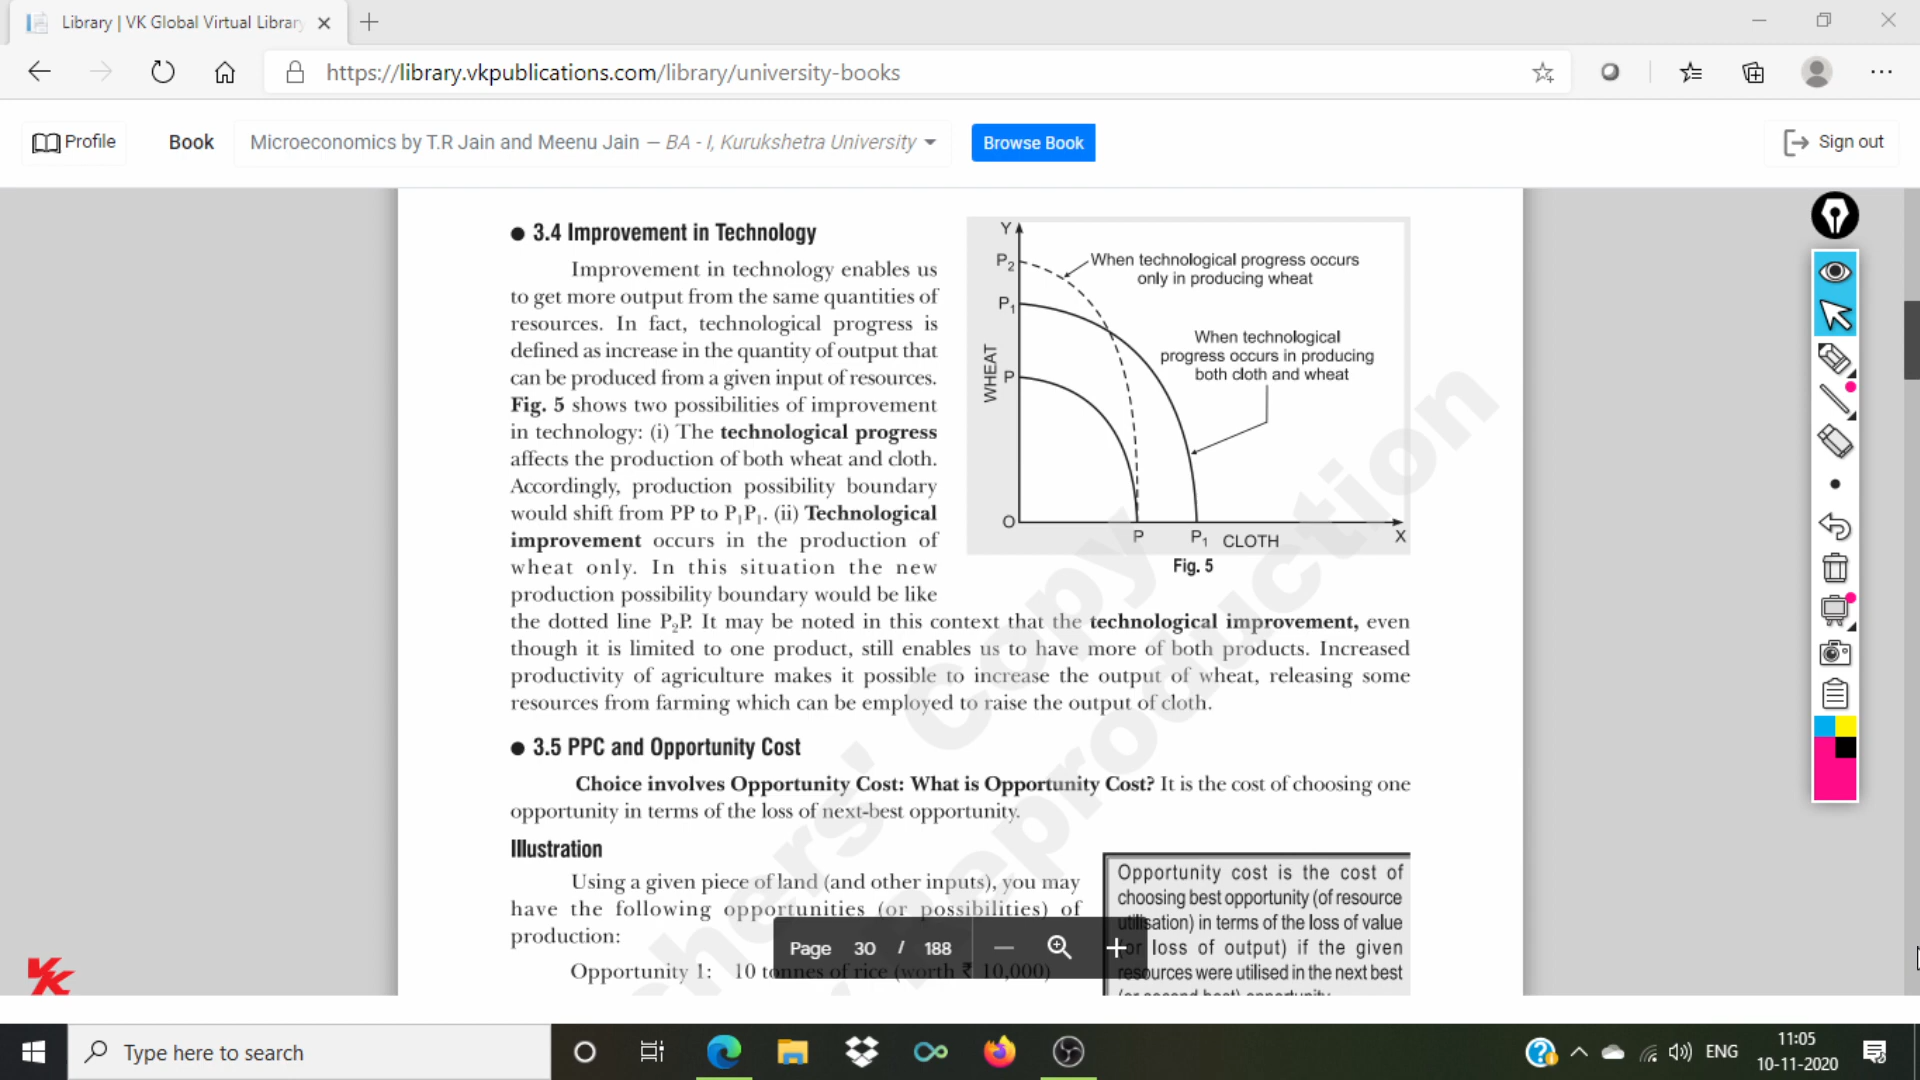 Library | VK Global Virtual Library
https://library.vkpublications.com/library/university-books
Profile
Book
Microeconomics by T.R Jain and Meenu Jain — BA - I, Kurukshetra University
Browse Book
Sign out
● 3.4 Improvement in Technology
Improvement in technology enables us
to get more output from the same quantities of
resources. In fact, technological progress is
defined as increase in the quantity of output that
can be produced from a given input of resources.
Fig. 5 shows two possibilities of improvement
in technology: (i) The technological progress
affects the production of both wheat and cloth.
Accordingly, production possibility boundary
would shift from PP to P₁P₁. (ii) Technological
improvement occurs in the production of
wheat only. In this situation the new
production possibility boundary would be like
the dotted line P₂P. It may be noted in this context that the technological improvement, even
though it is limited to one product, still enables us to have more of both products. Increased
productivity of agriculture makes it possible to increase the output of wheat, releasing some
resources from farming which can be employed to raise the output of cloth.
Y
P₂
When technological progress occurs
only in producing wheat
P₁
When technological
progress occurs in producing
both cloth and wheat
WHEAT
P
O
P
P₁
CLOTH
X
Fig. 5
● 3.5 PPC and Opportunity Cost
Choice involves Opportunity Cost: What is Opportunity Cost? It is the cost of choosing one
opportunity in terms of the loss of next-best opportunity.
Illustration
Using a given piece of land (and other inputs), you may
have the following opportunities (or possibilities) of
production:
Opportunity 1: 10 tonnes of rice (worth ₹ 10,000)
Opportunity cost is the cost of
choosing best opportunity (of resource
utilisation) in terms of the loss of value
(or loss of output) if the given
resources were utilised in the next best
Page 30 / 188
Copy
Reproduction
VK
Type here to search
ENG
11:05
10-11-2020